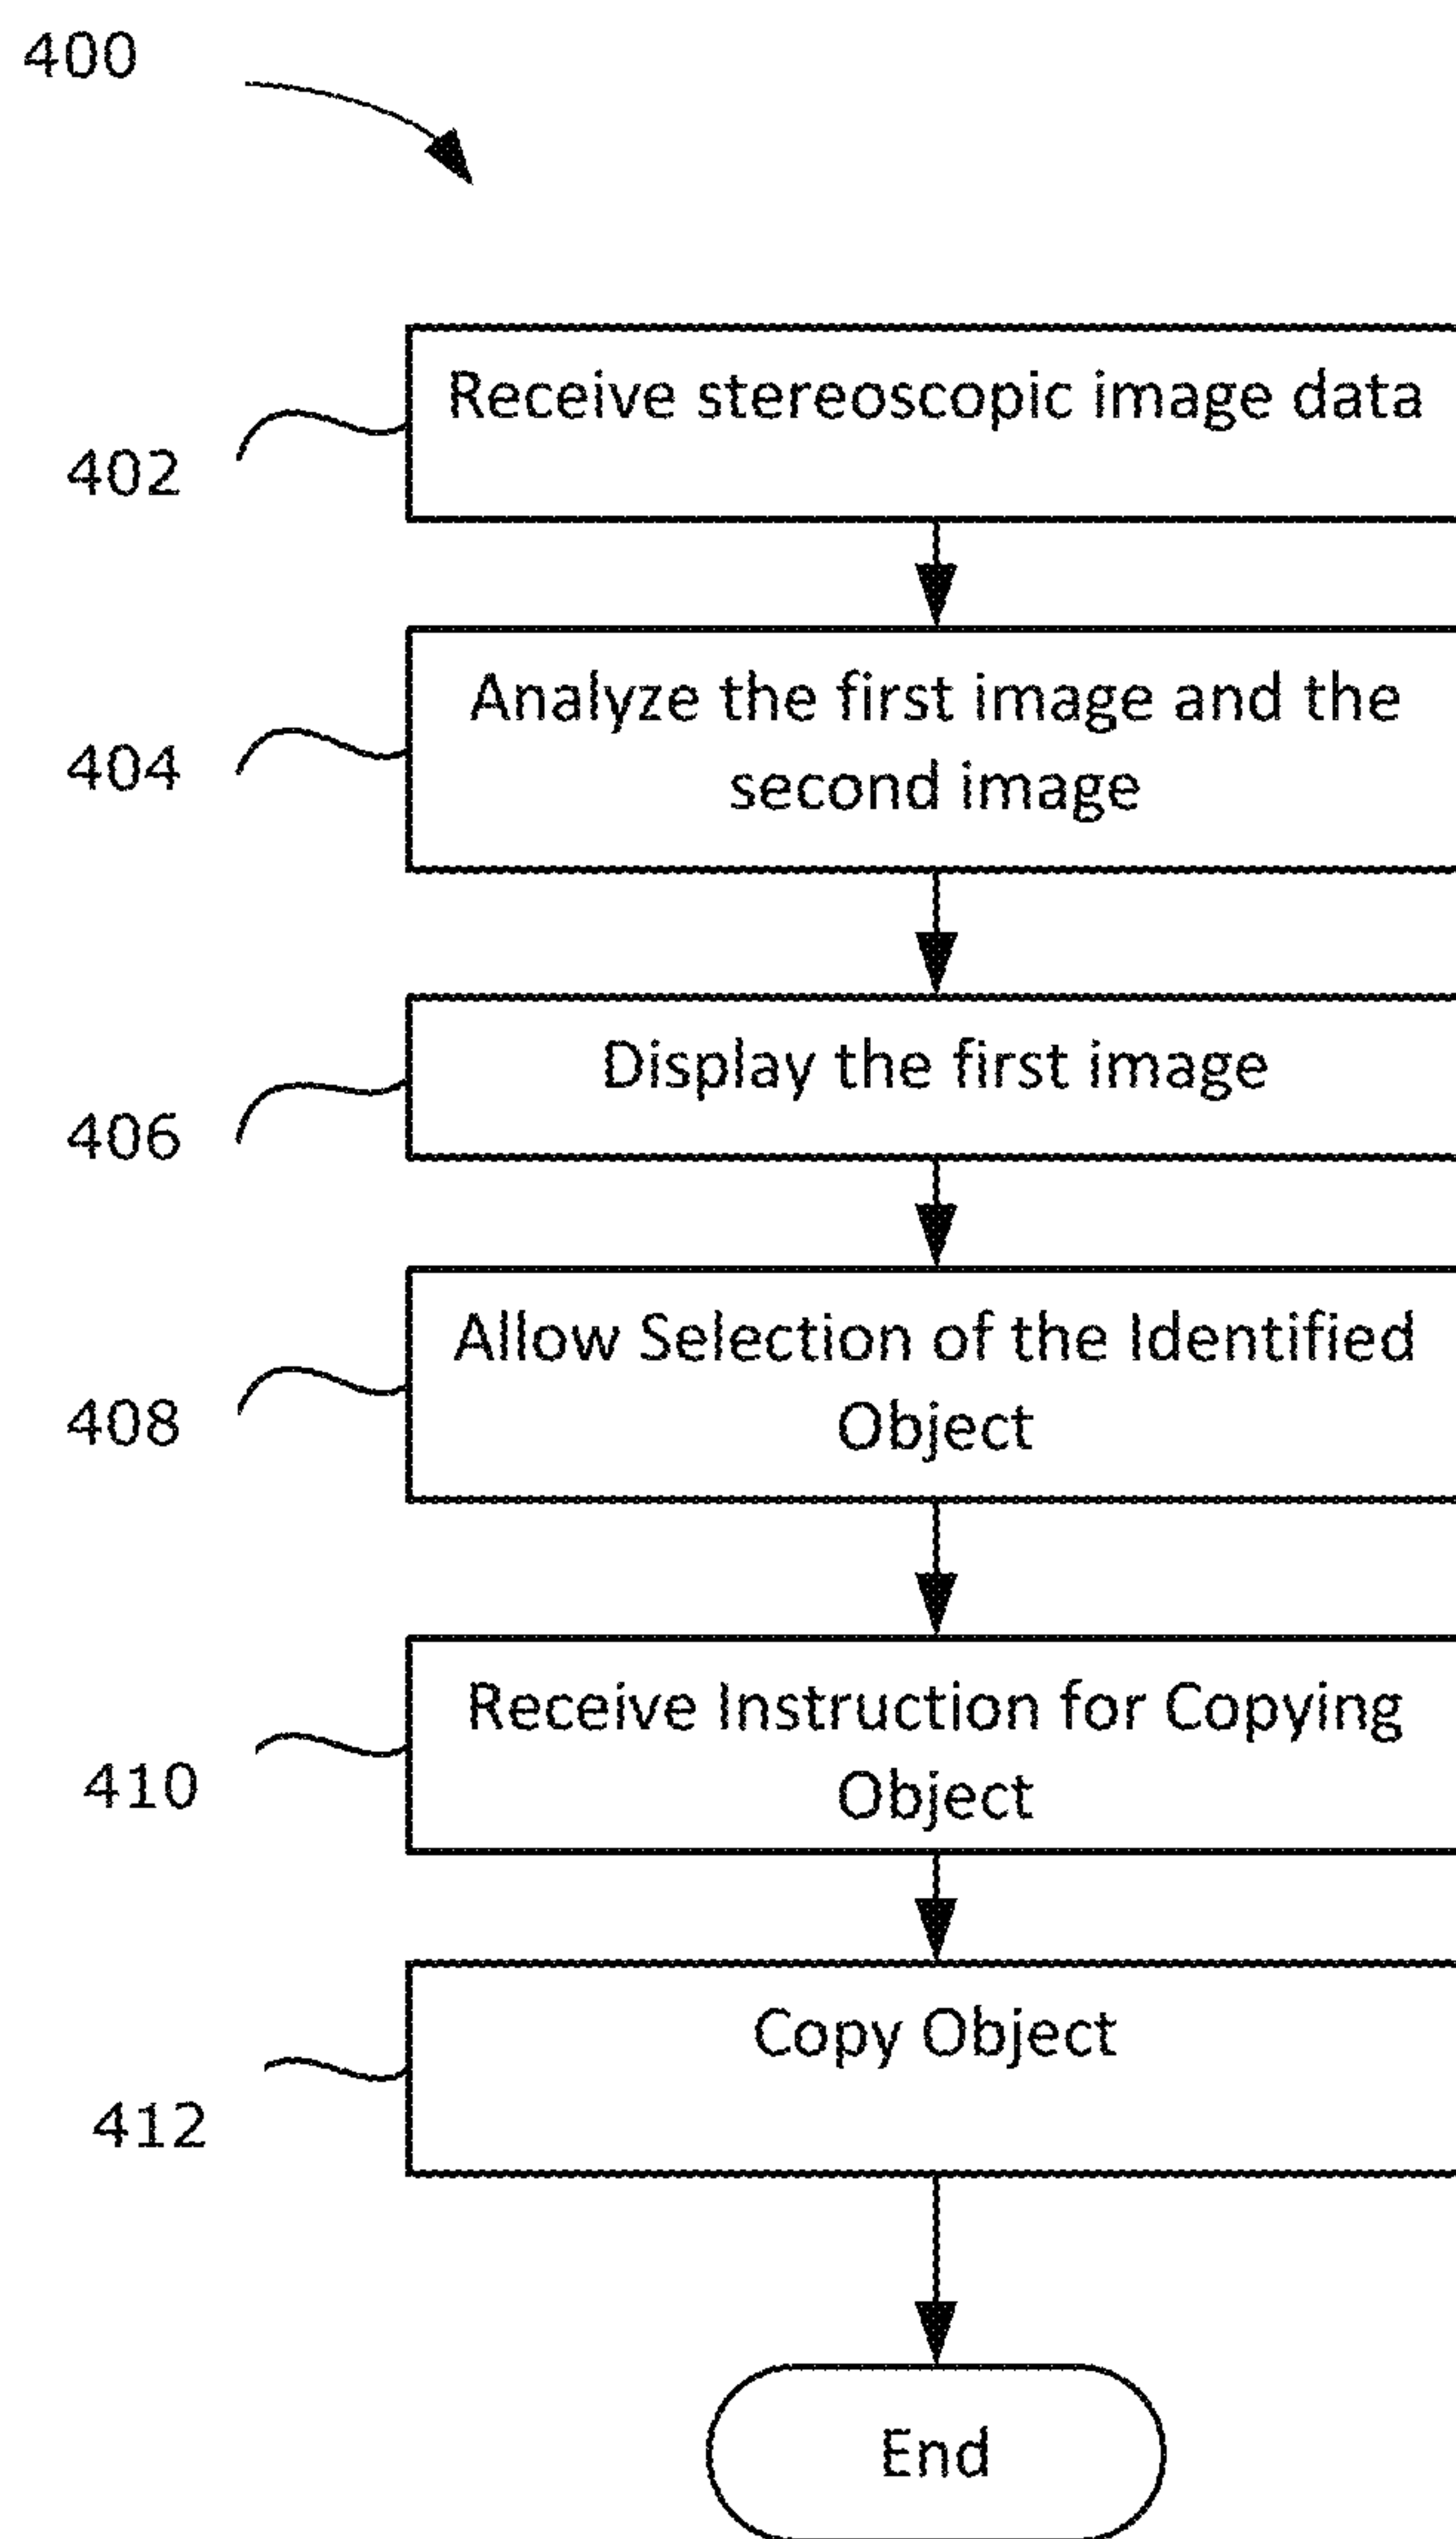 400
402
Receive stereoscopic image data
404
Analyze the first image and the
second image
406
Display the first image
408
Allow Selection of the Identified
Object
410
Receive Instruction for Copying
Object
412
Copy Object
End